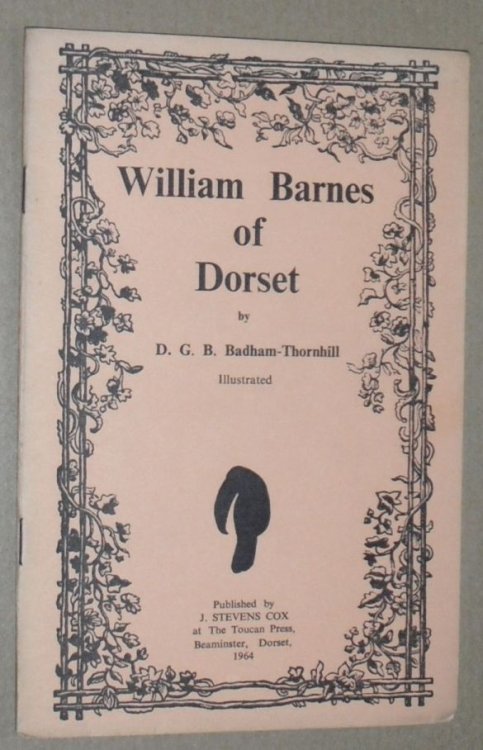 William Barnes
of
Dorset
by
D. G. B. Badham-Thornhill
Illustrated
Published by
J. STEVENS COX
at The Toucan Press,
Beaminster, Dorset,
1964